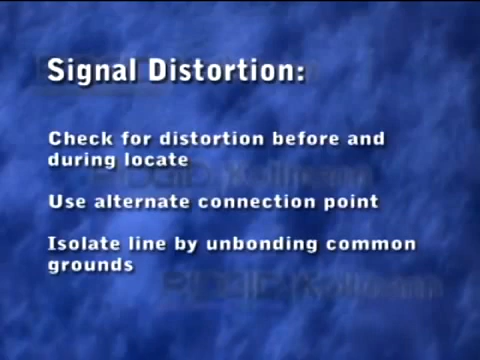 Signal Distortion:
Check for distortion before and
during locate
Use alternate connection point
Isolate line by unbonding common
grounds